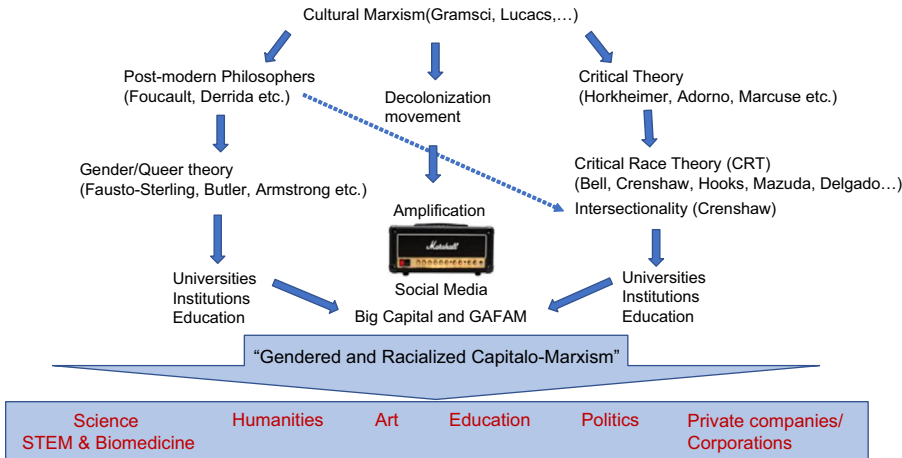 Cultural Marxism(Gramsci, Lucacs,…)
Post-modern Philosophers
(Foucault, Derrida etc.)
Decolonization
movement
Critical Theory
(Horkheimer, Adorno, Marcuse etc.)
Gender/Queer theory
(Fausto-Sterling, Butler, Armstrong etc.)
Critical Race Theory (CRT)
(Bell, Crenshaw, Hooks, Mazuda, Delgado…)
Intersectionality (Crenshaw)
Amplification
Marshall
Social Media
Universities
Institutions
Education
Universities
Institutions
Education
Big Capital and GAFAM
“Gendered and Racialized Capitalo-Marxism”
Science
STEM & Biomedicine
Humanities
Art
Education
Politics
Private companies/
Corporations